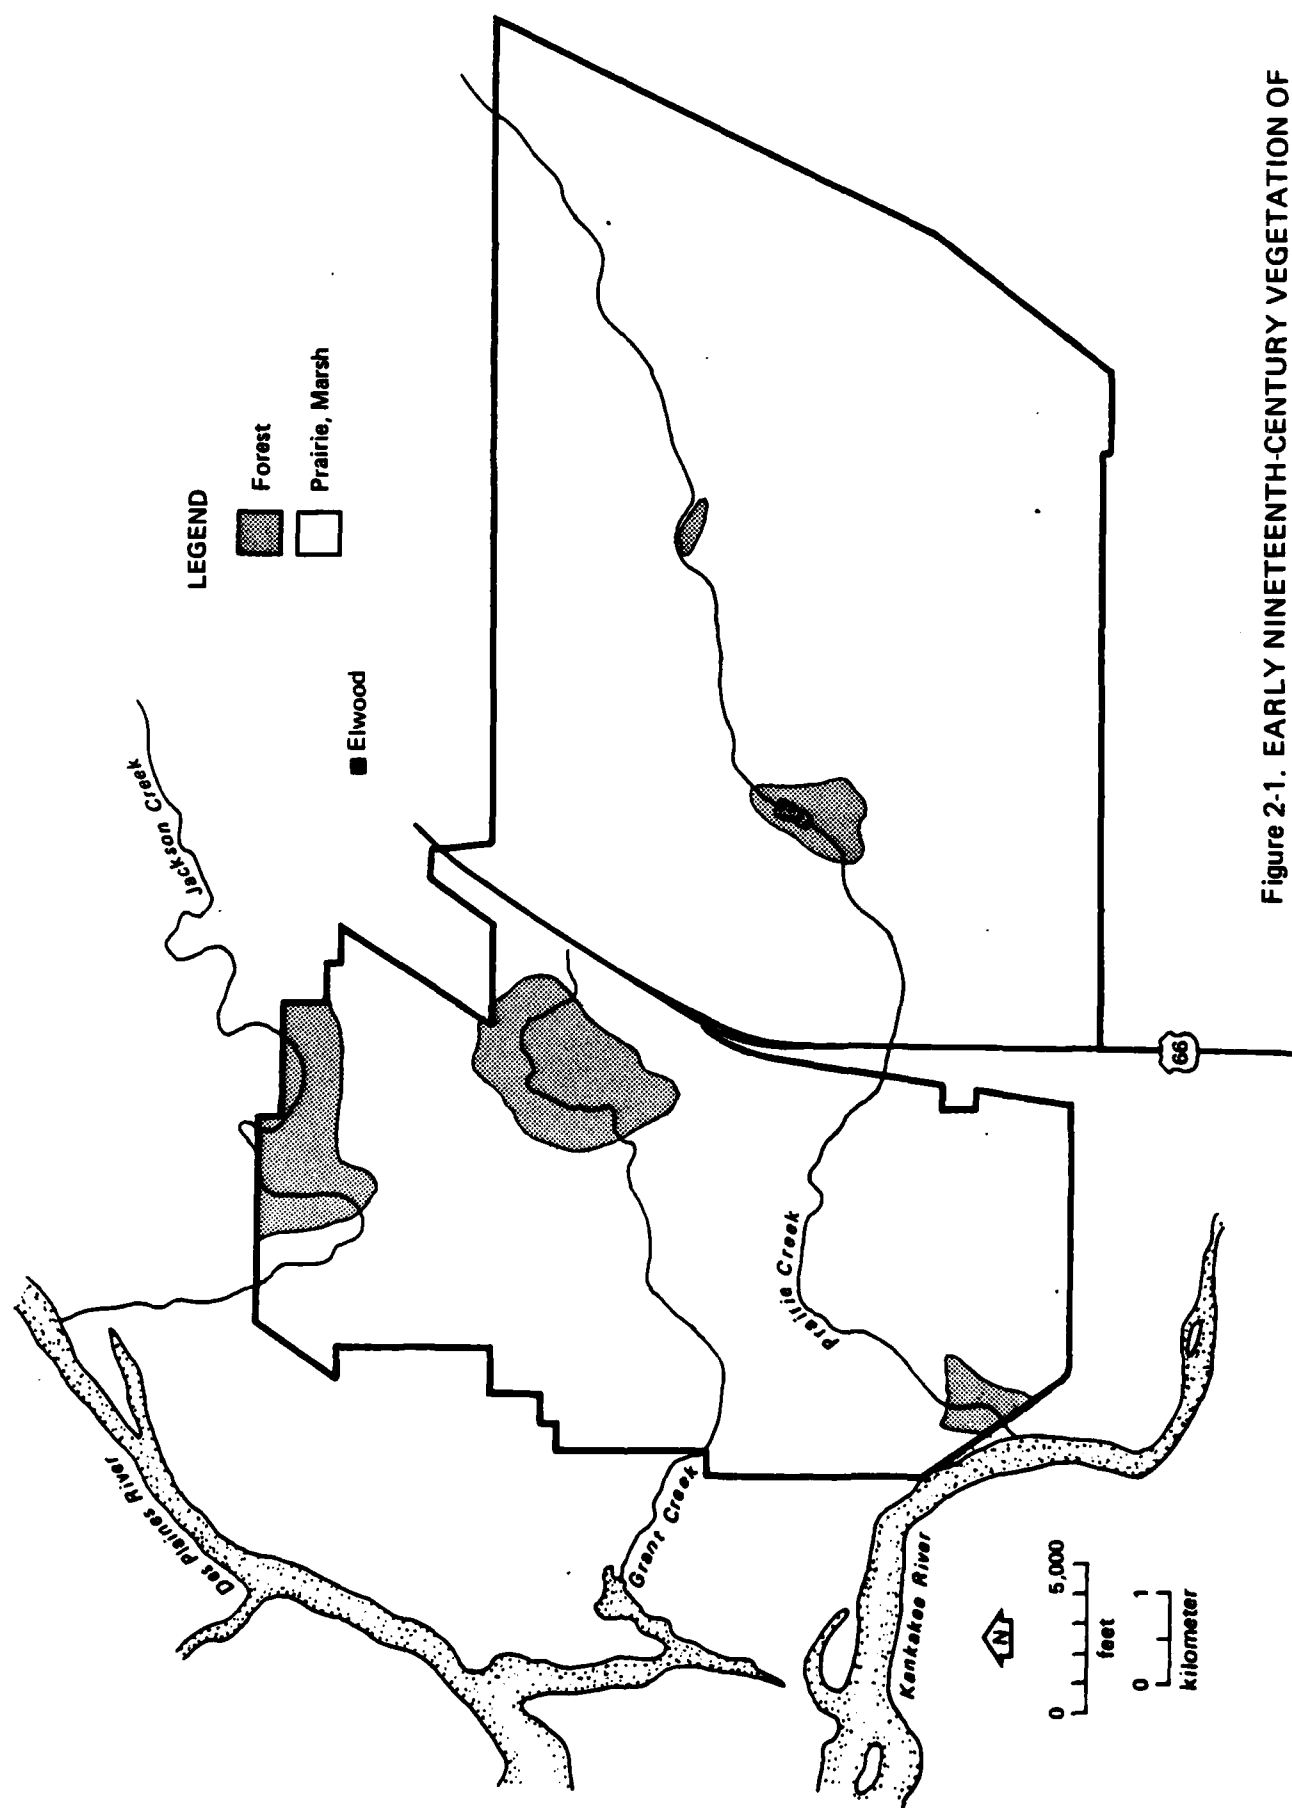 Des Plaines River
Jackson Creek
Elwood
LEGEND
Forest
Prairie, Marsh
Grant Creek
Prairie Creek
Kankakee River
66
N
0 5,000
feet
0 1
kilometer
Figure 2-1. EARLY NINETEENTH-CENTURY VEGETATION OF